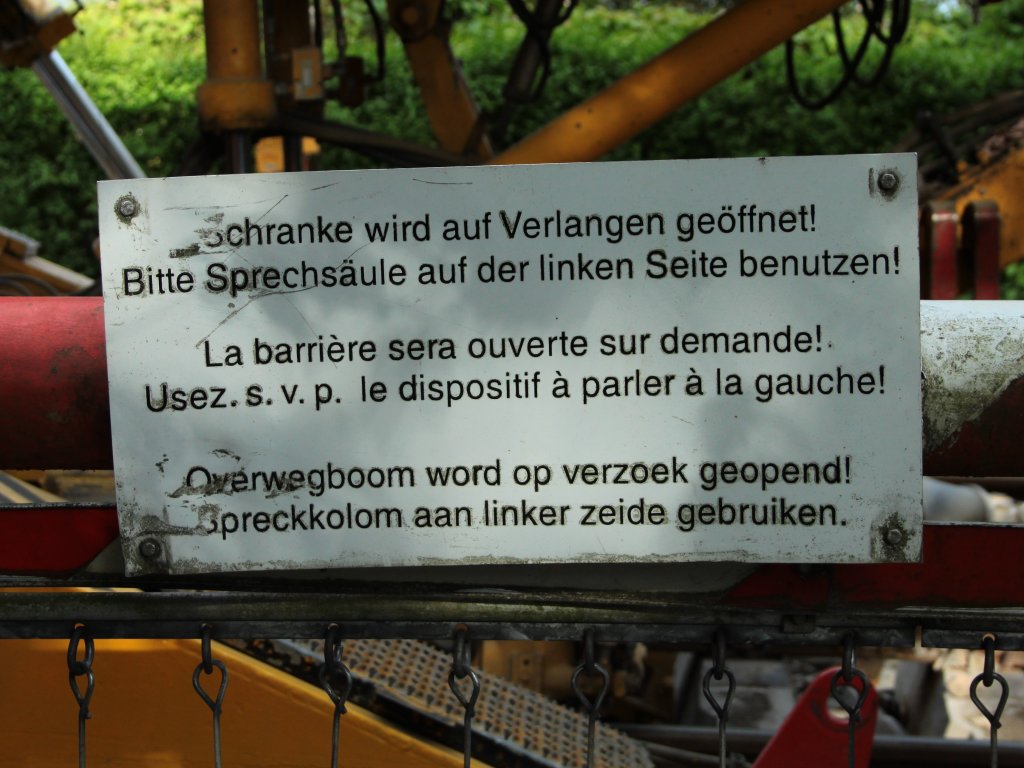 Schranke wird auf Verlangen geöffnet!
Bitte Sprechsäule auf der linken Seite benutzen!
La barrière sera ouverte sur demande!
Usez. s. v. p. le dispositif à parler à la gauche!
Overwegboom word op verzoek geopend!
Spreckkolom aan linker zeide gebruiken.